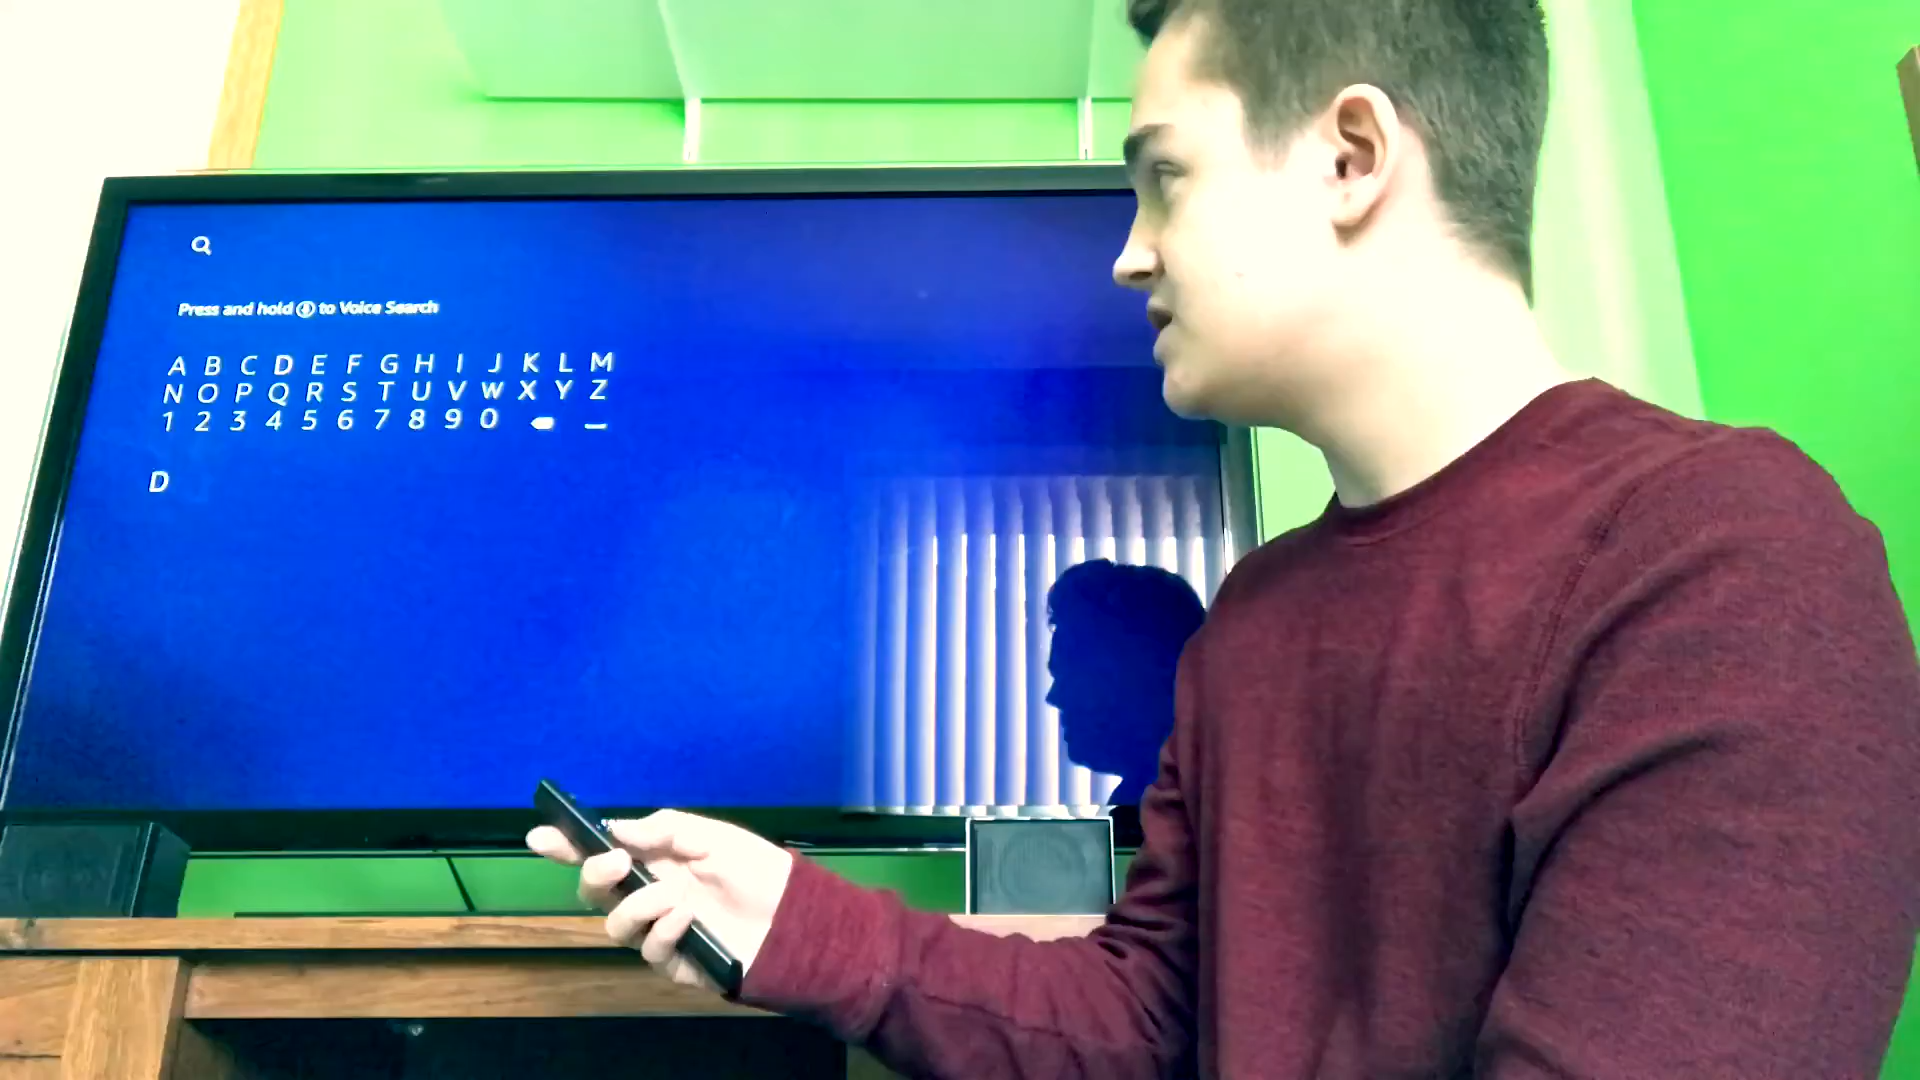 Press and hold to Voice Search
A B C D E F G H I J K L M
N O P Q R S T U V W X Y Z
1 2 3 4 5 6 7 8 9 0
D